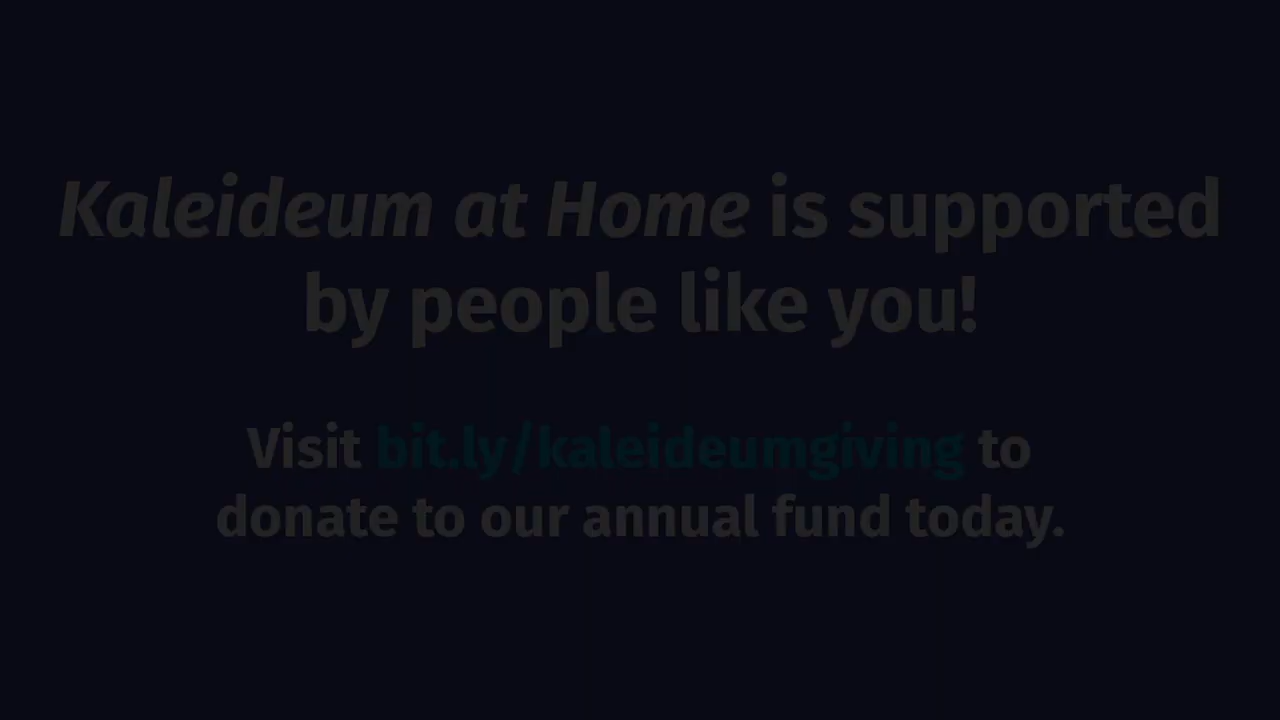 Kaleideum at Home is supported
by people like you!
Visit bit.ly/kaleideumgiving to
donate to our annual fund today.